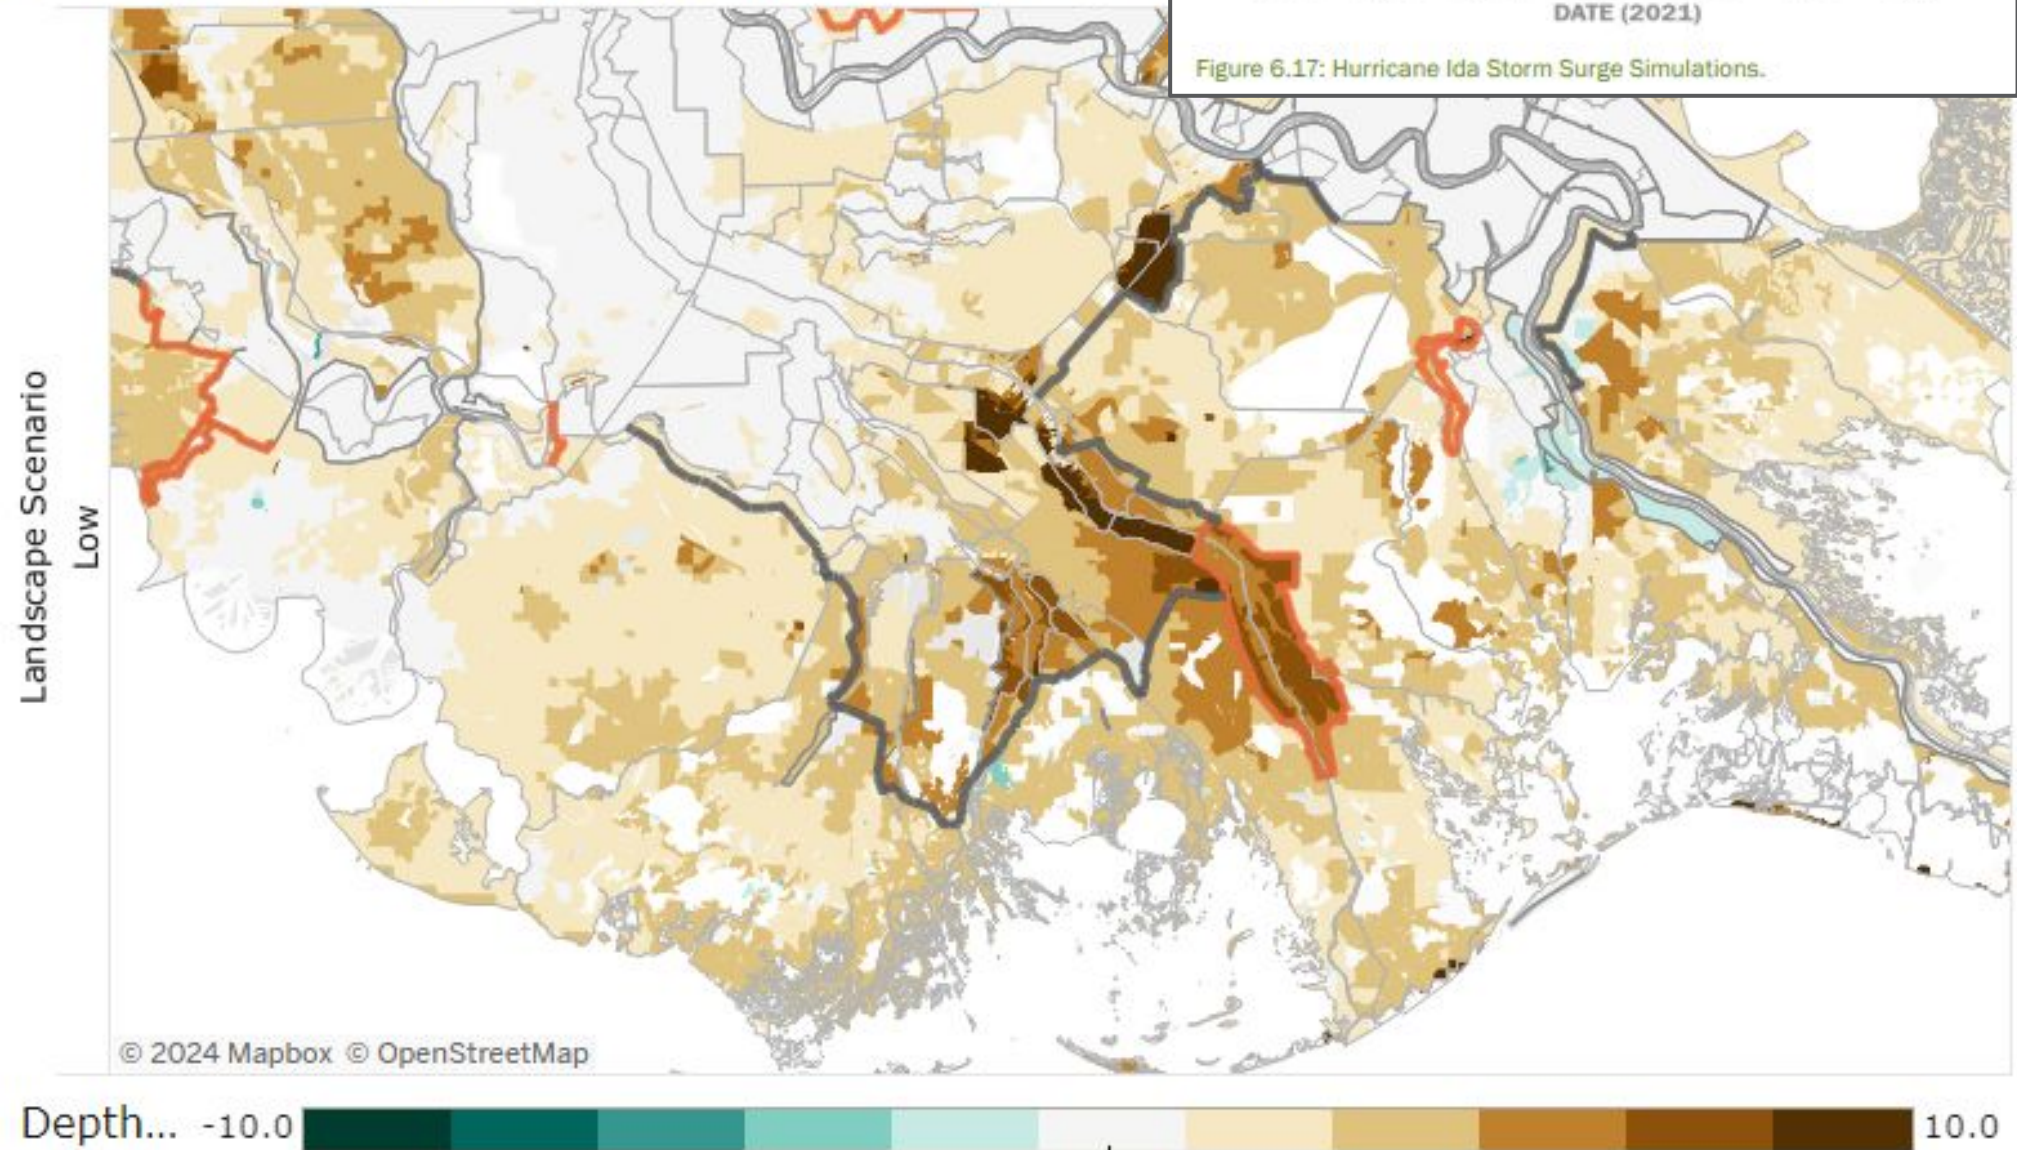 DATE (2021)
Figure 6.17: Hurricane Ida Storm Surge Simulations.
Landscape Scenario
Low
© 2024 Mapbox © OpenStreetMap
Depth... -10.0 10.0